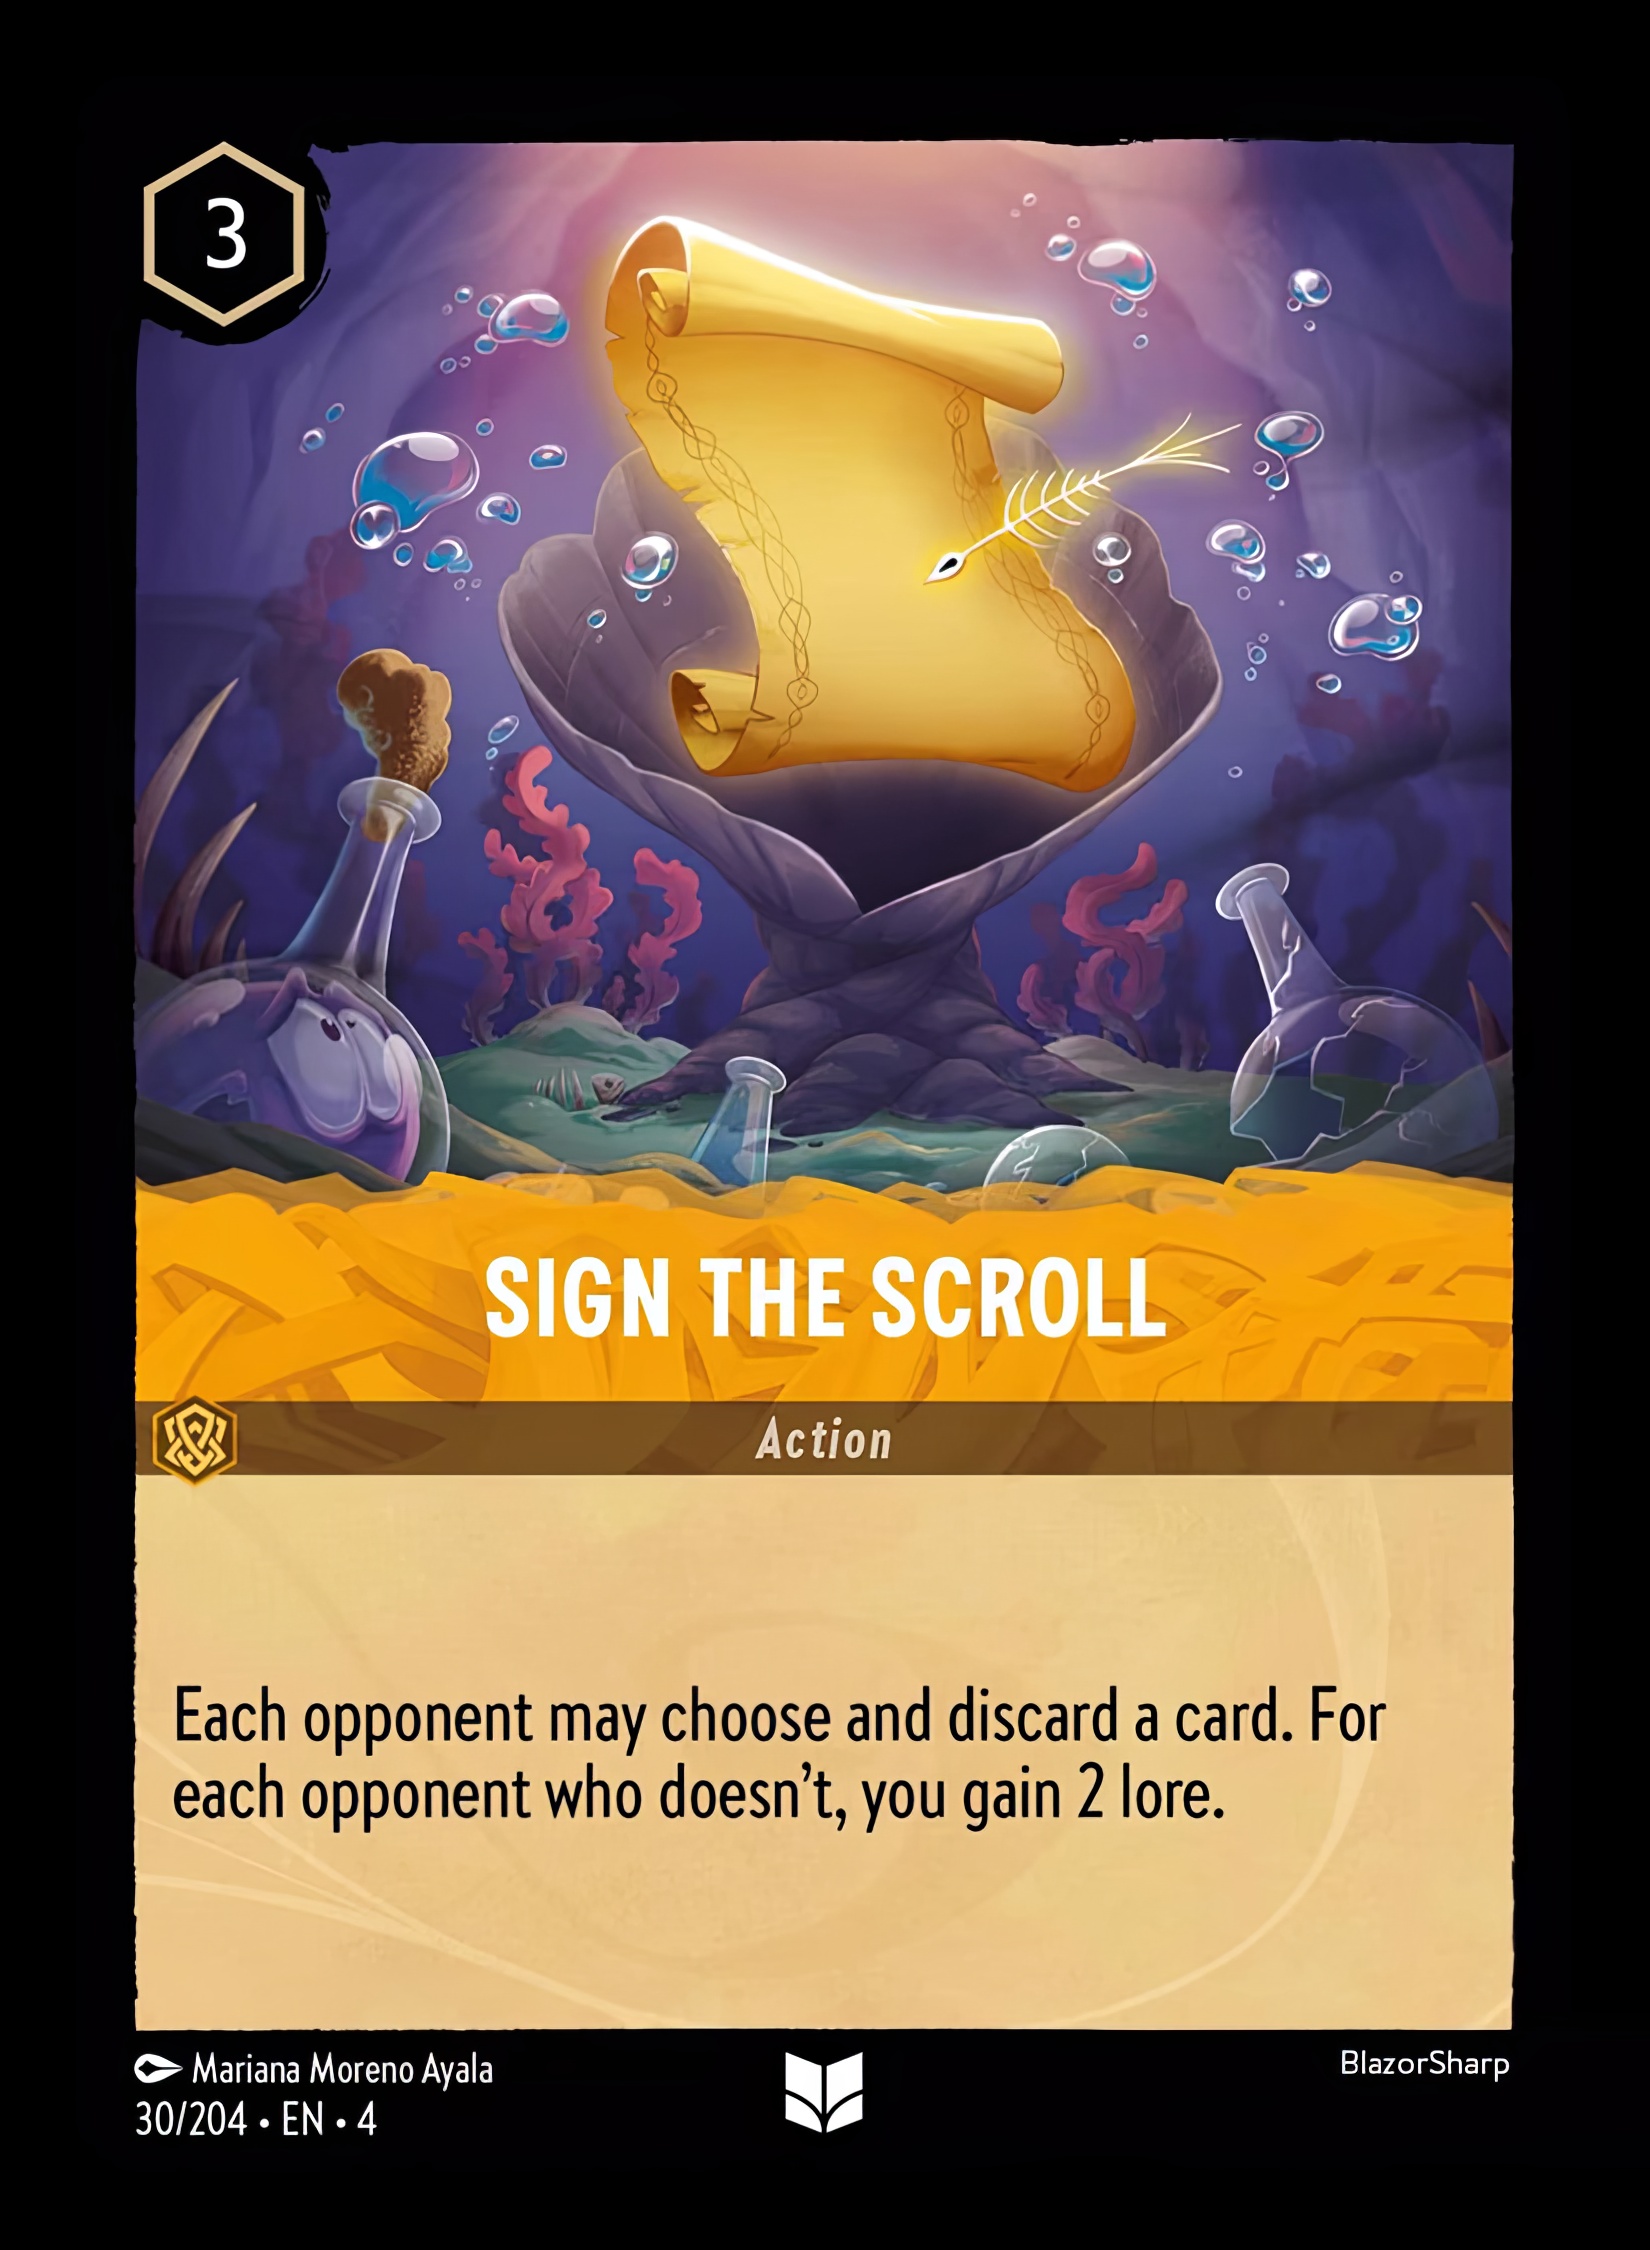 3
SIGN THE SCROLL
Action
Each opponent may choose and discard a card. For
each opponent who doesn’t, you gain 2 lore.
Mariana Moreno Ayala
BlazorSharp
30/204 • EN • 4